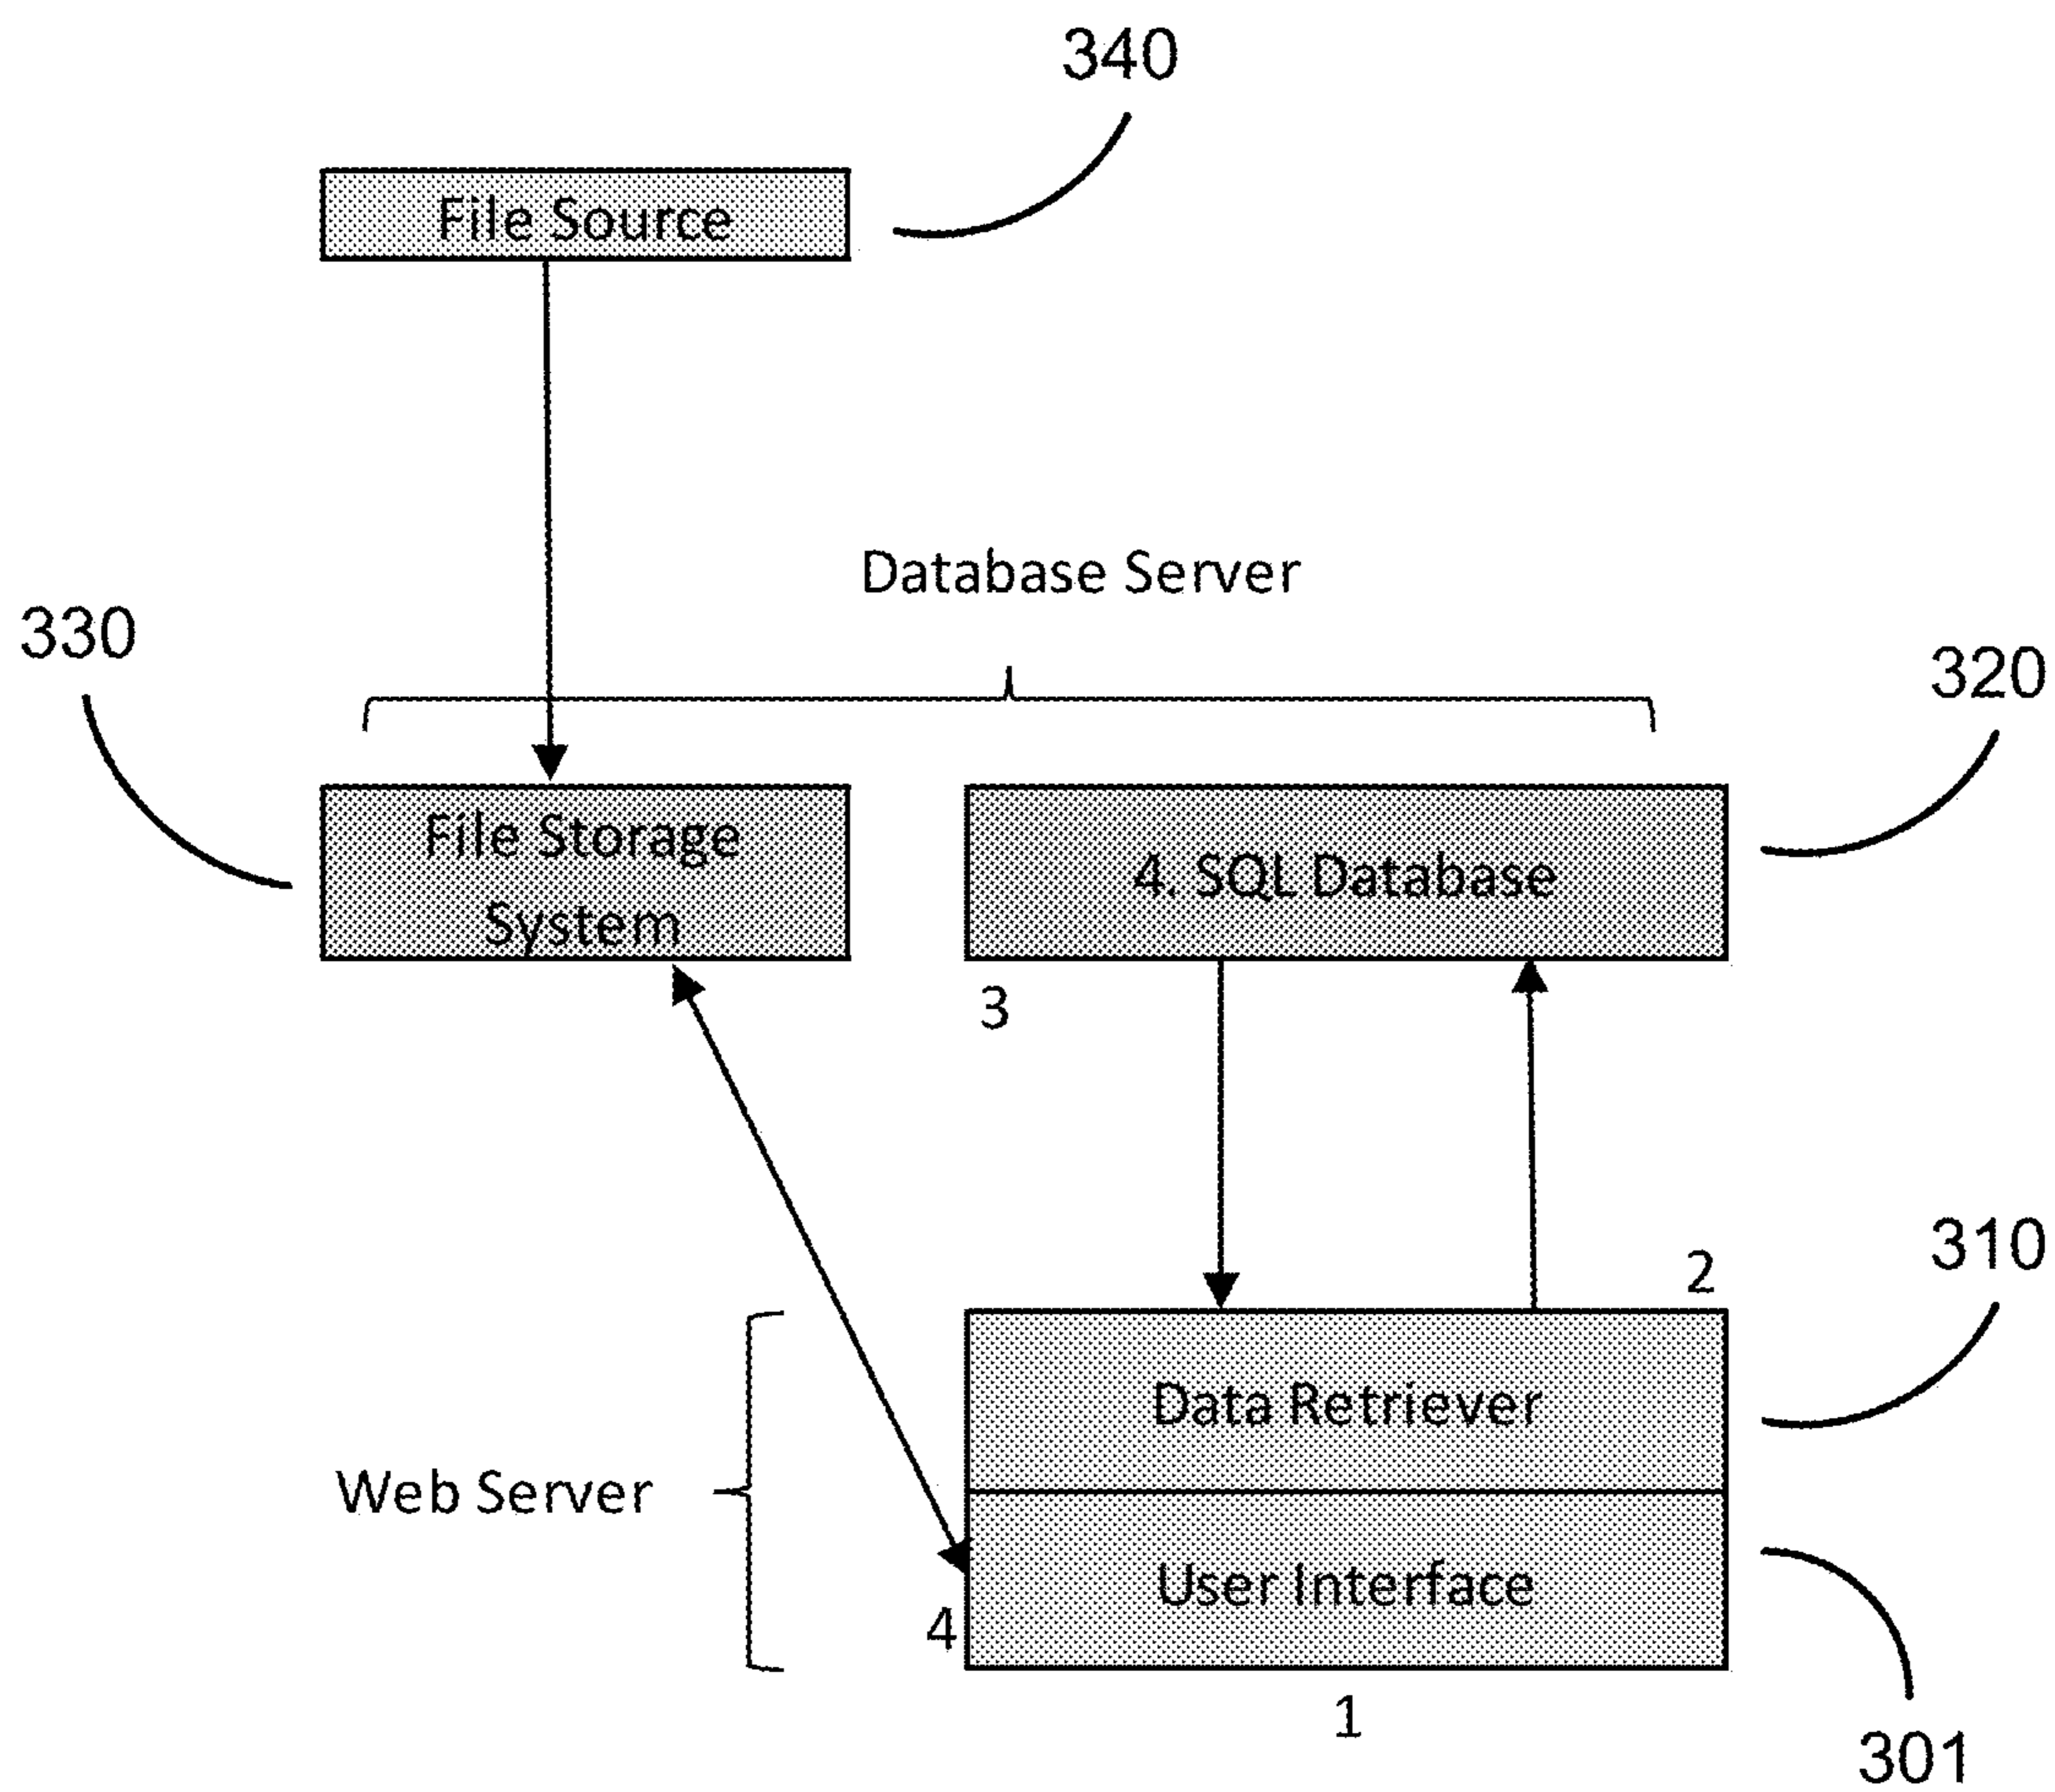 340
File Source
Database Server
330
320
File Storage
System
4. SQL Database
3
2
310
Data Retriever
Web Server
User Interface
4
1
301